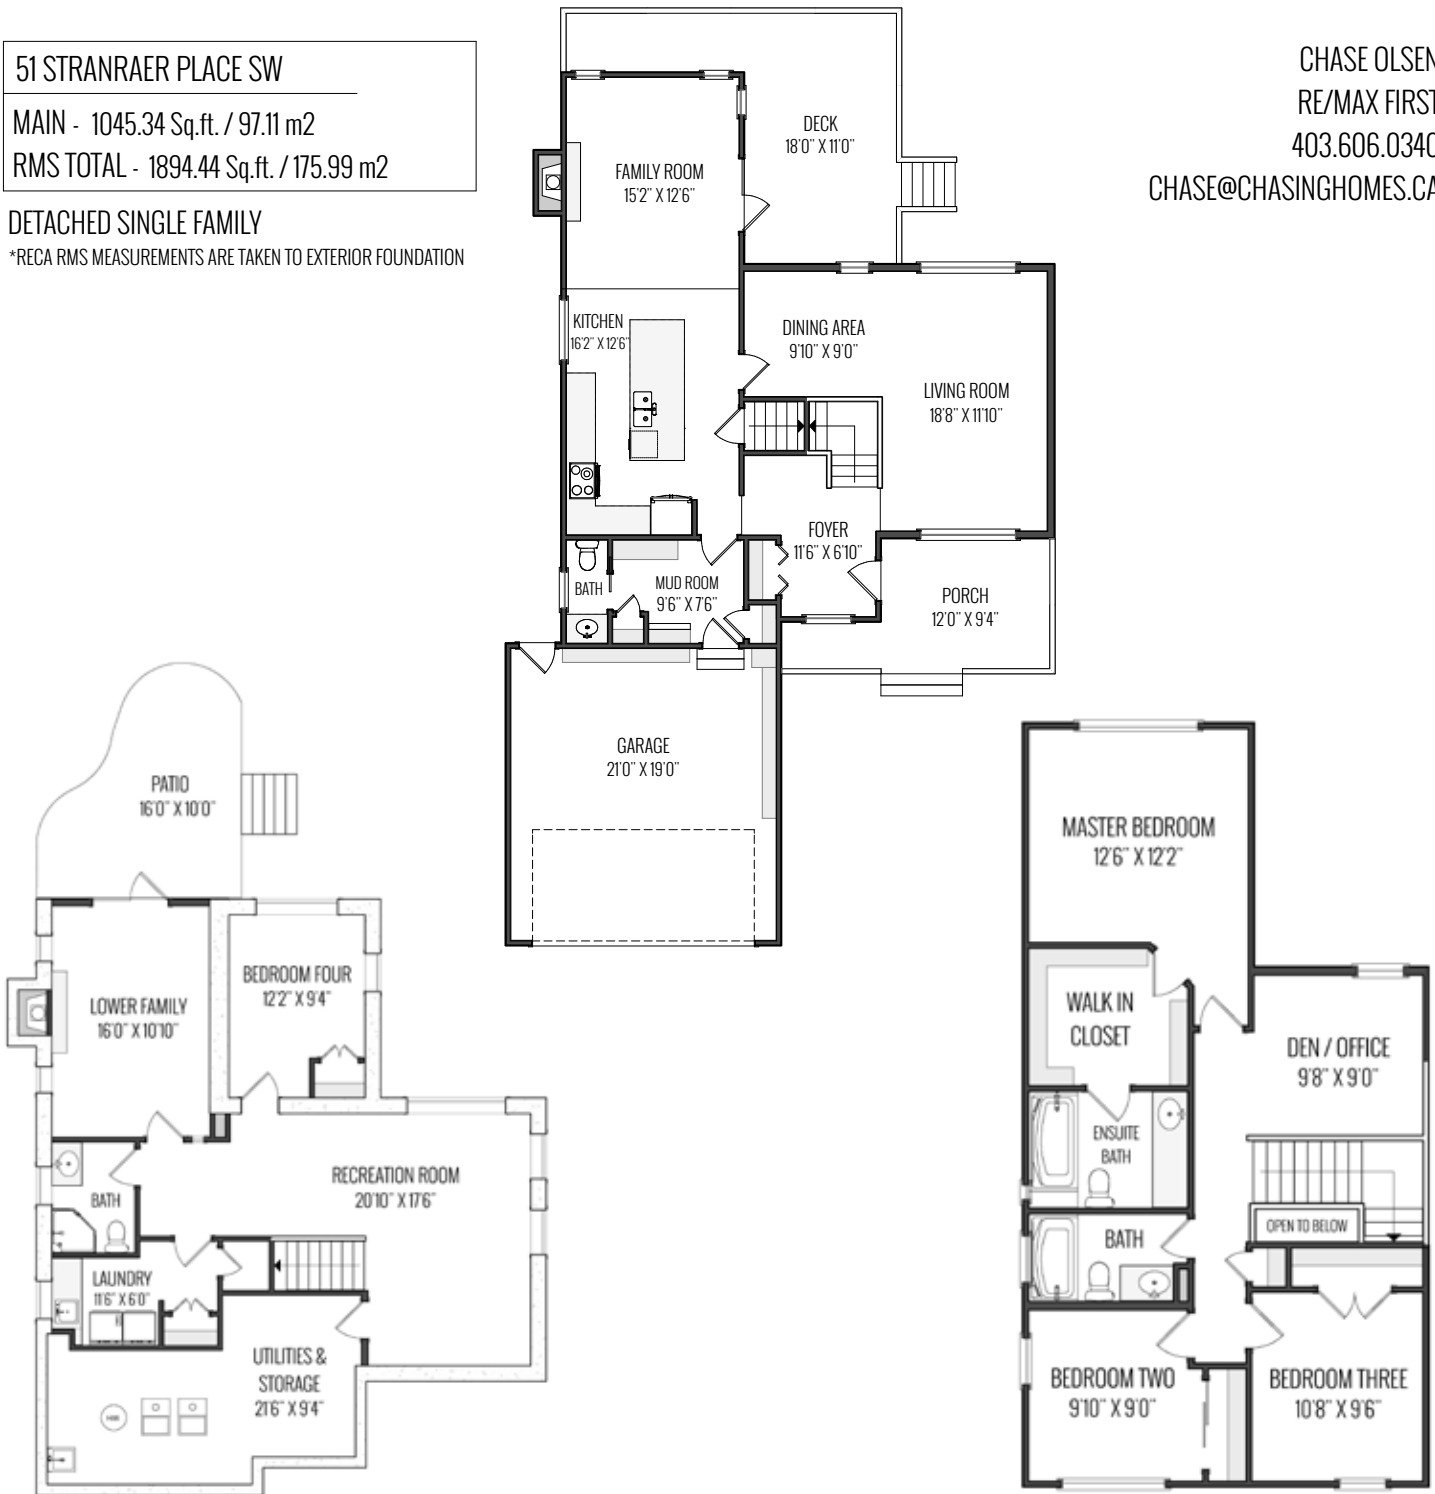 51 STRANRAER PLACE SW
MAIN - 1045.34 Sq.ft. / 97.11 m2
RMS TOTAL - 1894.44 Sq.ft. / 175.99 m2
DETACHED SINGLE FAMILY
*RECA RMS MEASUREMENTS ARE TAKEN TO EXTERIOR FOUNDATION
CHASE OLSEN
RE/MAX FIRST
403.606.0340
CHASE@CHASINGHOMES.CA
DECK
18'0" X 11'0"
FAMILY ROOM
15'2" X 12'6"
KITCHEN
16'2" X 12'6"
DINING AREA
9'10" X 9'0"
LIVING ROOM
18'8" X 11'10"
FOYER
11'6" X 6'10"
BATH
MUD ROOM
9'6" X 7'6"
PORCH
12'0" X 9'4"
GARAGE
21'0" X 19'0"
PATIO
16'0" X 10'0"
LOWER FAMILY
16'0" X 10'10"
BEDROOM FOUR
12'2" X 9'4"
RECREATION ROOM
20'10" X 17'6"
BATH
LAUNDRY
11'6" X 6'0"
UTILITIES &
STORAGE
21'6" X 9'4"
MASTER BEDROOM
12'6" X 12'2"
WALK IN
CLOSET
DEN / OFFICE
9'8" X 9'0"
ENSUITE
BATH
OPEN TO BELOW
BATH
BEDROOM TWO
9'10" X 9'0"
BEDROOM THREE
10'8" X 9'6"